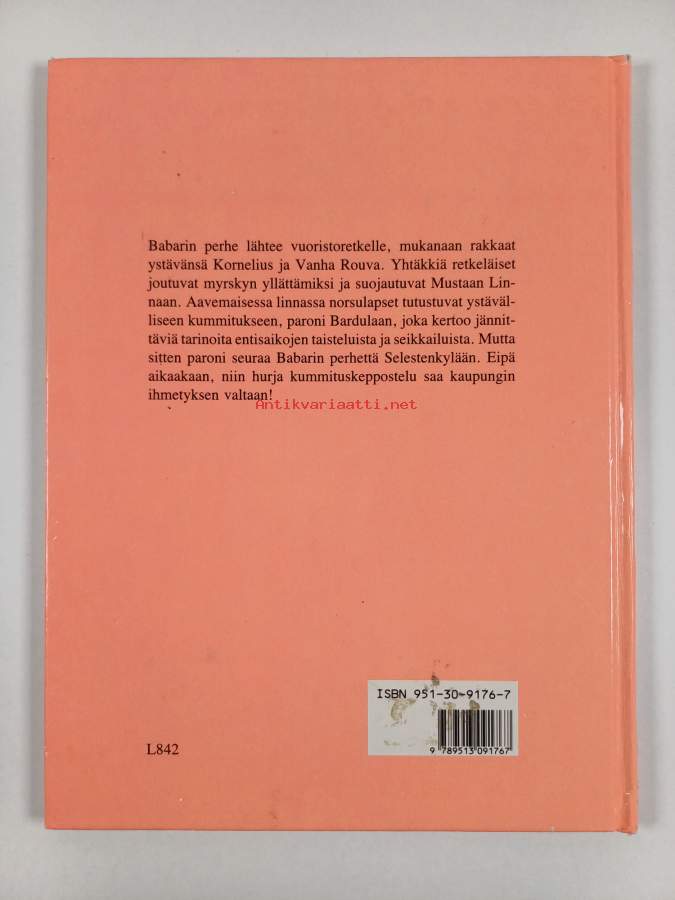 Babarin perhe lähtee vuoristoretkelle, mukanaan rakkaat
ystävänsä Kornelius ja Vanha Rouva. Yhtäkkiä retkeläiset
joutuvat myrskyn yllättämiksi ja suojautuvat Mustaan Lin-
naan. Aavemaisessa linnassa norsulapset tutustuvat ystäväl-
liseen kummitukseen, paroni Bardulaan, joka kertoo jännit-
täviä tarinoita entisaikojen taisteluista ja seikkailuista. Mutta
sitten paroni seuraa Babarin perhettä Selestenkylään. Eipä
aikaakaan, niin hurja kummituskeppostelu saa kaupungin
ihmetyksen valtaan!
Antikvariaatti.net
ISBN 951-30-9176-7
9 789513 091767
L842